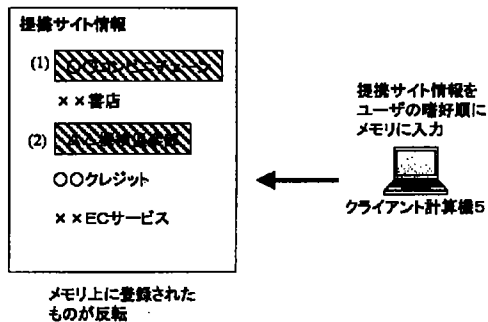 提携サイト情報
(1)
××書店
(2)
〇〇クレジット
××ECサービス
メモリ上に登録された
ものが反転
提携サイト情報を
ユーザの嗜好順に
メモリに入力
クライアント計算機5